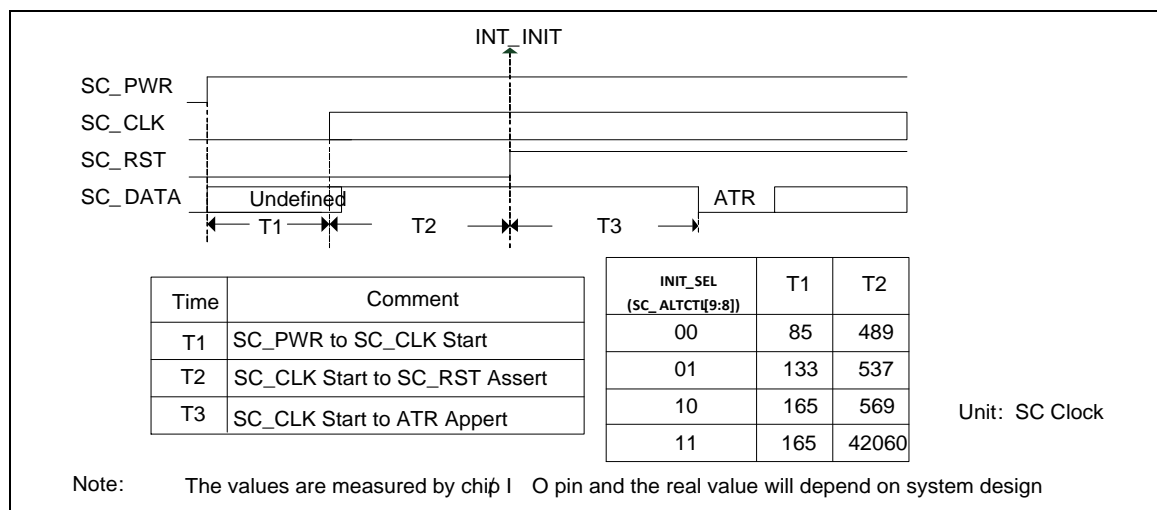 INT_INIT
SC_PWR
SC_CLK
SC_RST
SC_DATA Undefined ATR
T1 T2 T3
Time Comment
T1 SC_PWR to SC_CLK Start
T2 SC_CLK Start to SC_RST Assert
T3 SC_CLK Start to ATR Appert
INIT_SEL (SC_ALTCTL[9:8]) T1 T2
00 85 489
01 133 537
10 165 569
11 165 42060
Unit: SC Clock
Note: The values are measured by chip I/O pin and the real value will depend on system design